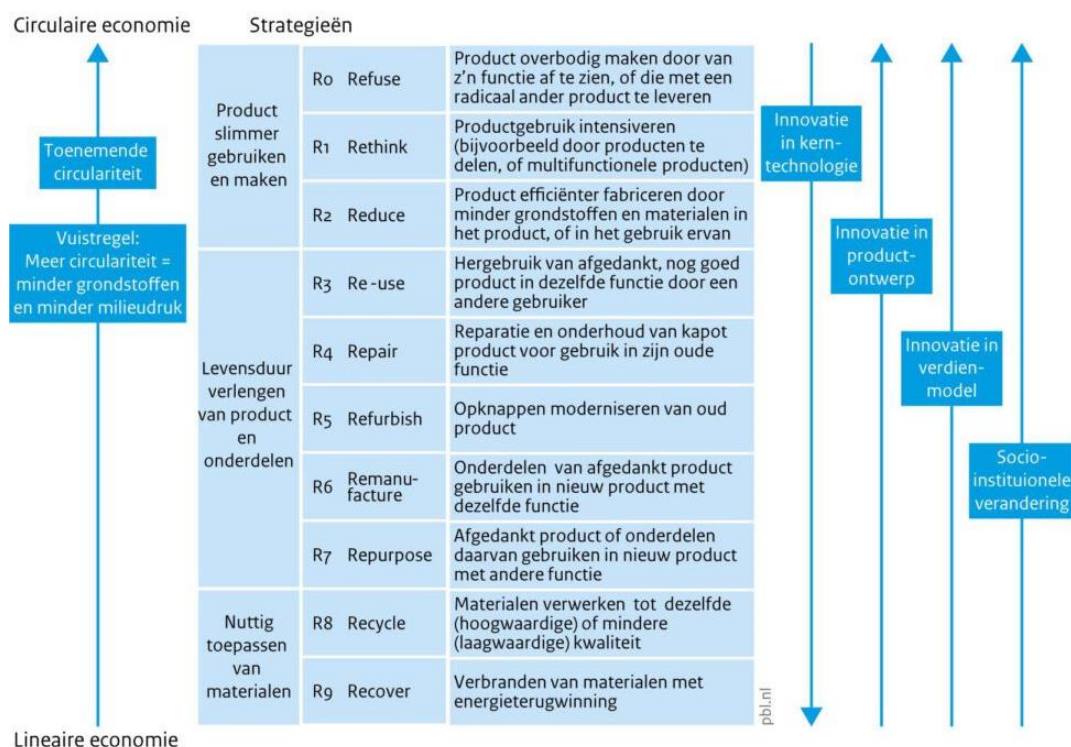 Circulaire economie
Strategieën
Toenemende
circulariteit
Vuistregel:
Meer circulariteit =
minder grondstoffen
en minder milieudruk
Lineaire economie
Product
slimmer
gebruiken
en maken
R0 Refuse
Product overbodig maken door van
z'n functie af te zien, of die met een
radicaal ander product te leveren
R1 Rethink
Productgebruik intensiveren
(bijvoorbeeld door producten te
delen, of multifunctionele producten)
R2 Reduce
Product efficiënter fabriceren door
minder grondstoffen en materialen in
het product, of in het gebruik ervan
Levensduur
verlengen
van product
en
onderdelen
R3 Re-use
Hergebruik van afgedankt, nog goed
product in dezelfde functie door een
andere gebruiker
R4 Repair
Reparatie en onderhoud van kapot
product voor gebruik in zijn oude
functie
R5 Refurbish
Opknappen moderniseren van oud
product
R6 Remanu-
facture
Onderdelen van afgedankt product
gebruiken in nieuw product met
dezelfde functie
R7 Repurpose
Afgedankt product of onderdelen
daarvan gebruiken in nieuw product
met andere functie
Nuttig
toepassen
van
materialen
R8 Recycle
Materialen verwerken tot dezelfde
(hoogwaardige) of mindere
(laagwaardige) kwaliteit
R9 Recover
Verbranden van materialen met
energieterugwinning
pbl.nl
Innovatie
in kern-
technologie
Innovatie in
product-
ontwerp
Innovatie in
verdien-
model
Socio-
instituionele
verandering